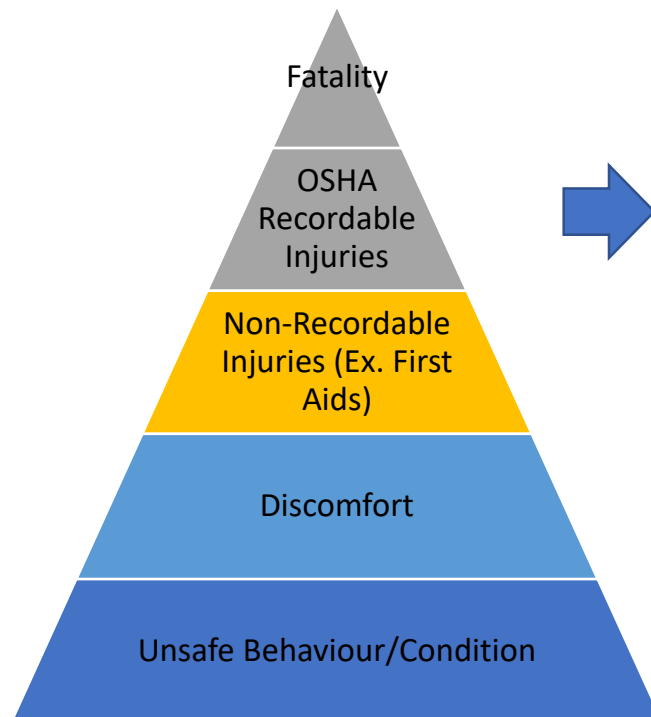 Fatality
OSHA
Recordable
Injuries
Non-Recordable
Injuries (Ex. First
Aids)
Discomfort
Unsafe Behaviour/Condition